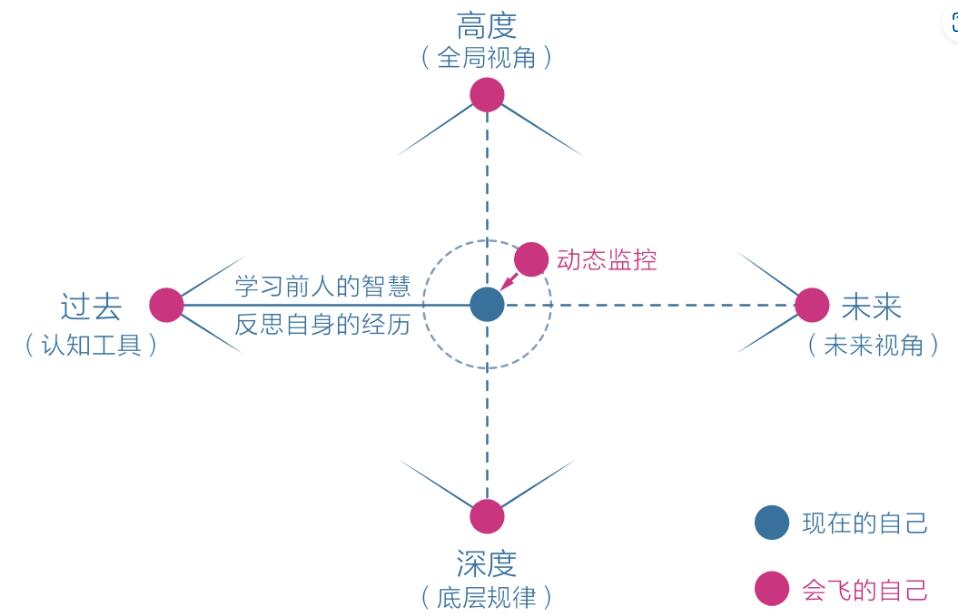 高度
（全局视角）
动态监控
学习前人的智慧
反思自身的经历
过去
（认知工具）
未来
（未来视角）
深度
（底层规律）
现在的自己
会飞的自己